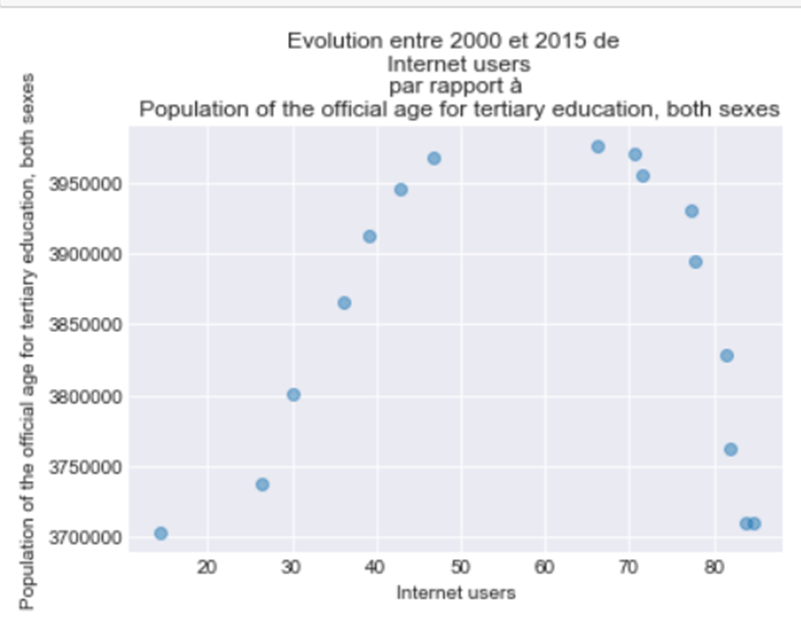 Evolution entre 2000 et 2015 de
Internet users
par rapport à
Population of the official age for tertiary education, both sexes
Population of the official age for tertiary education, both sexes
3950000
3900000
3850000
3800000
3750000
3700000
20 30 40 50 60 70 80
Internet users